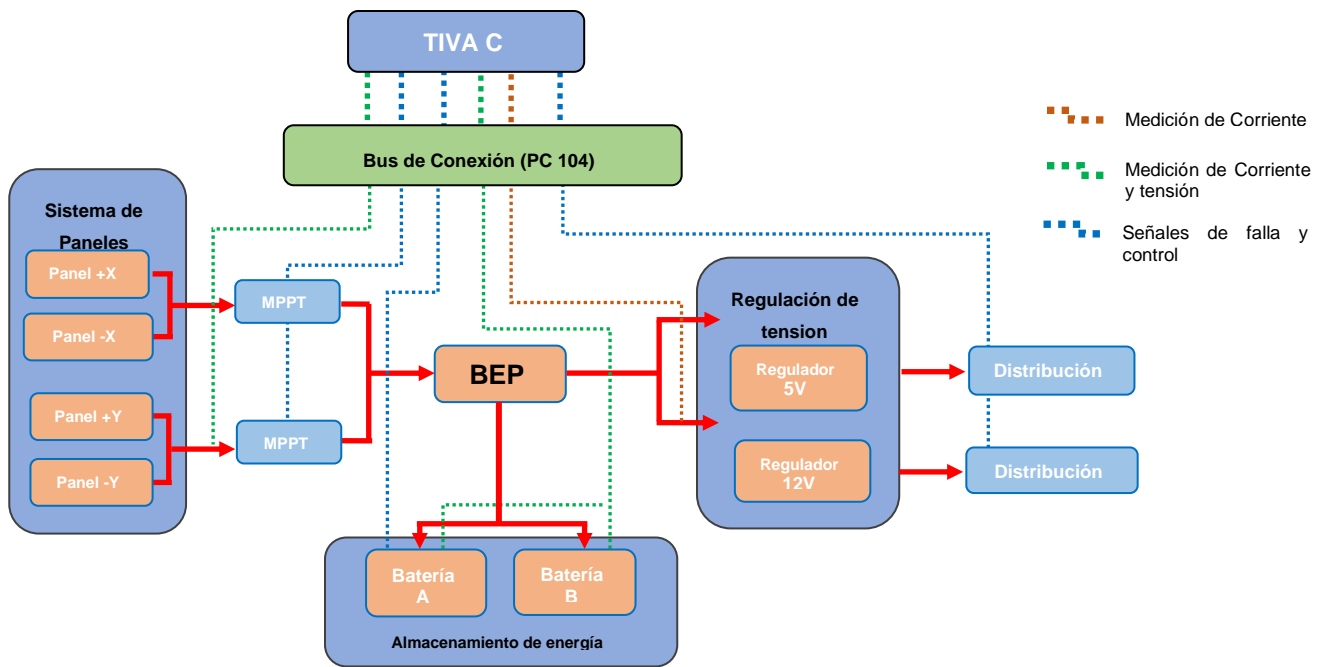 TIVA C
Bus de Conexión (PC 104)
Medición de Corriente
Medición de Corriente
y tensión
Señales de falla y
control
Sistema de
Paneles
Panel +X
Panel -X
Panel +Y
Panel -Y
MPPT
MPPT
BEP
Regulación de
tension
Regulador
5V
Regulador
12V
Distribución
Distribución
Batería
A
Batería
B
Almacenamiento de energía